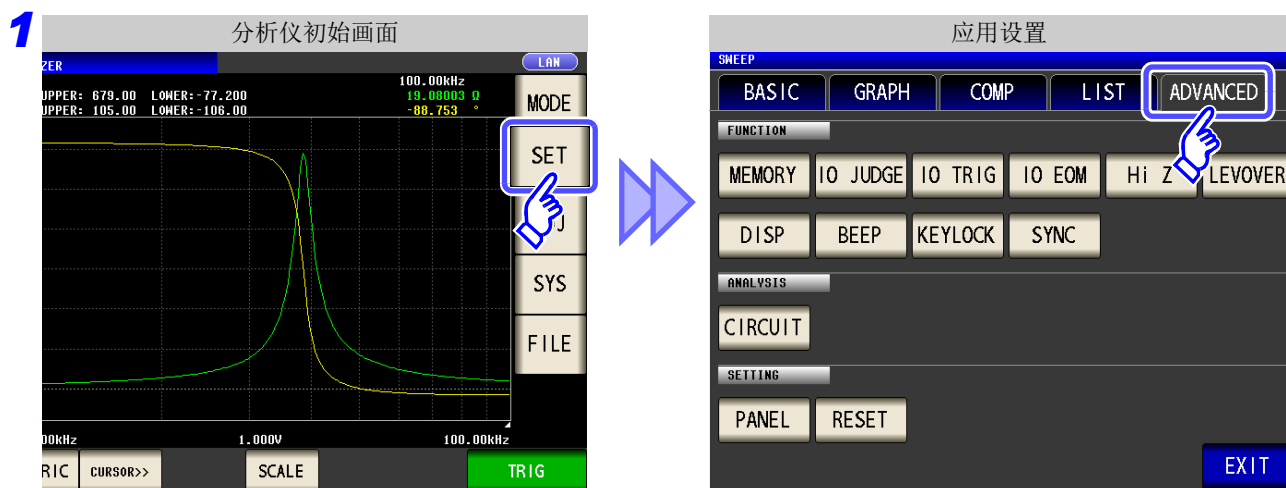 1
分析仪初始画面
ZER
LAN
UPPER: 679.00 LOWER:-77.200
UPPER: 105.00 LOWER:-106.00
100.00kHz
19.08003 Ω
-88.753 °
MODE
SET
SYS
FILE
00kHz
1.000V
100.00kHz
RIC
CURSOR>>
SCALE
TRIG
应用设置
SWEEP
BASIC
GRAPH
COMP
LIST
ADVANCED
FUNCTION
MEMORY
IO JUDGE
IO TRIG
IO EOM
Hi Z
LEVOVER
DISP
BEEP
KEYLOCK
SYNC
ANALYSIS
CIRCUIT
SETTING
PANEL
RESET
EXIT